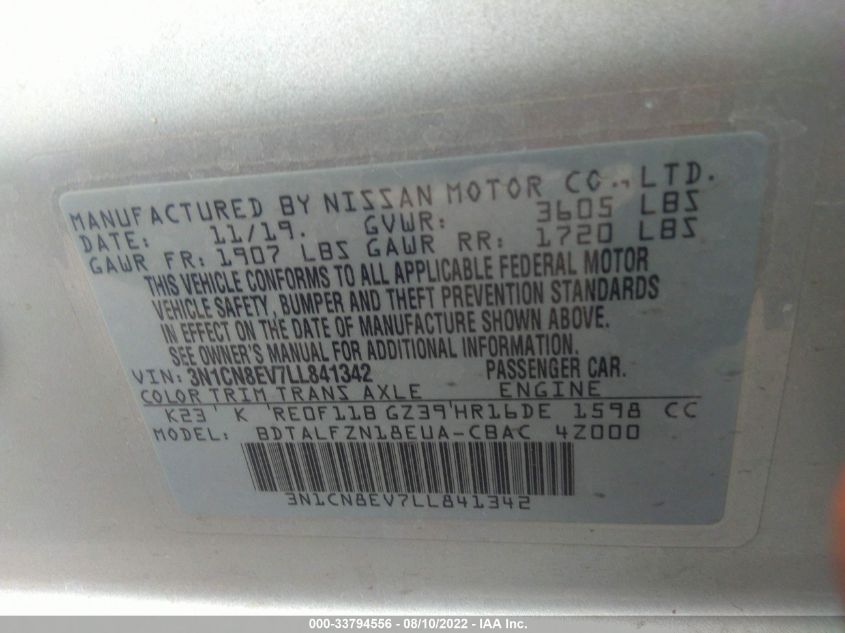 MANUFACTURED BY NISSAN MOTOR CO., LTD.
DATE: 11/19. GVWR: 3605 LBS
GAWR FR: 1907 LBS GAWR RR: 1720 LBS
THIS VEHICLE CONFORMS TO ALL APPLICABLE FEDERAL MOTOR
VEHICLE SAFETY, BUMPER AND THEFT PREVENTION STANDARDS
IN EFFECT ON THE DATE OF MANUFACTURE SHOWN ABOVE.
SEE OWNER'S MANUAL FOR ADDITIONAL INFORMATION.
VIN: 3N1CN8EV7LL841342 PASSENGER CAR.
COLOR TRIM TRANS AXLE ENGINE
K23 K RE0F11B GZ39 HR16DE 1598 CC
MODEL: BDTALFZN18EUA-CBAC 4Z000
3N1CN8EV7LL841342
000-33794556 - 08/10/2022 - IAA Inc.